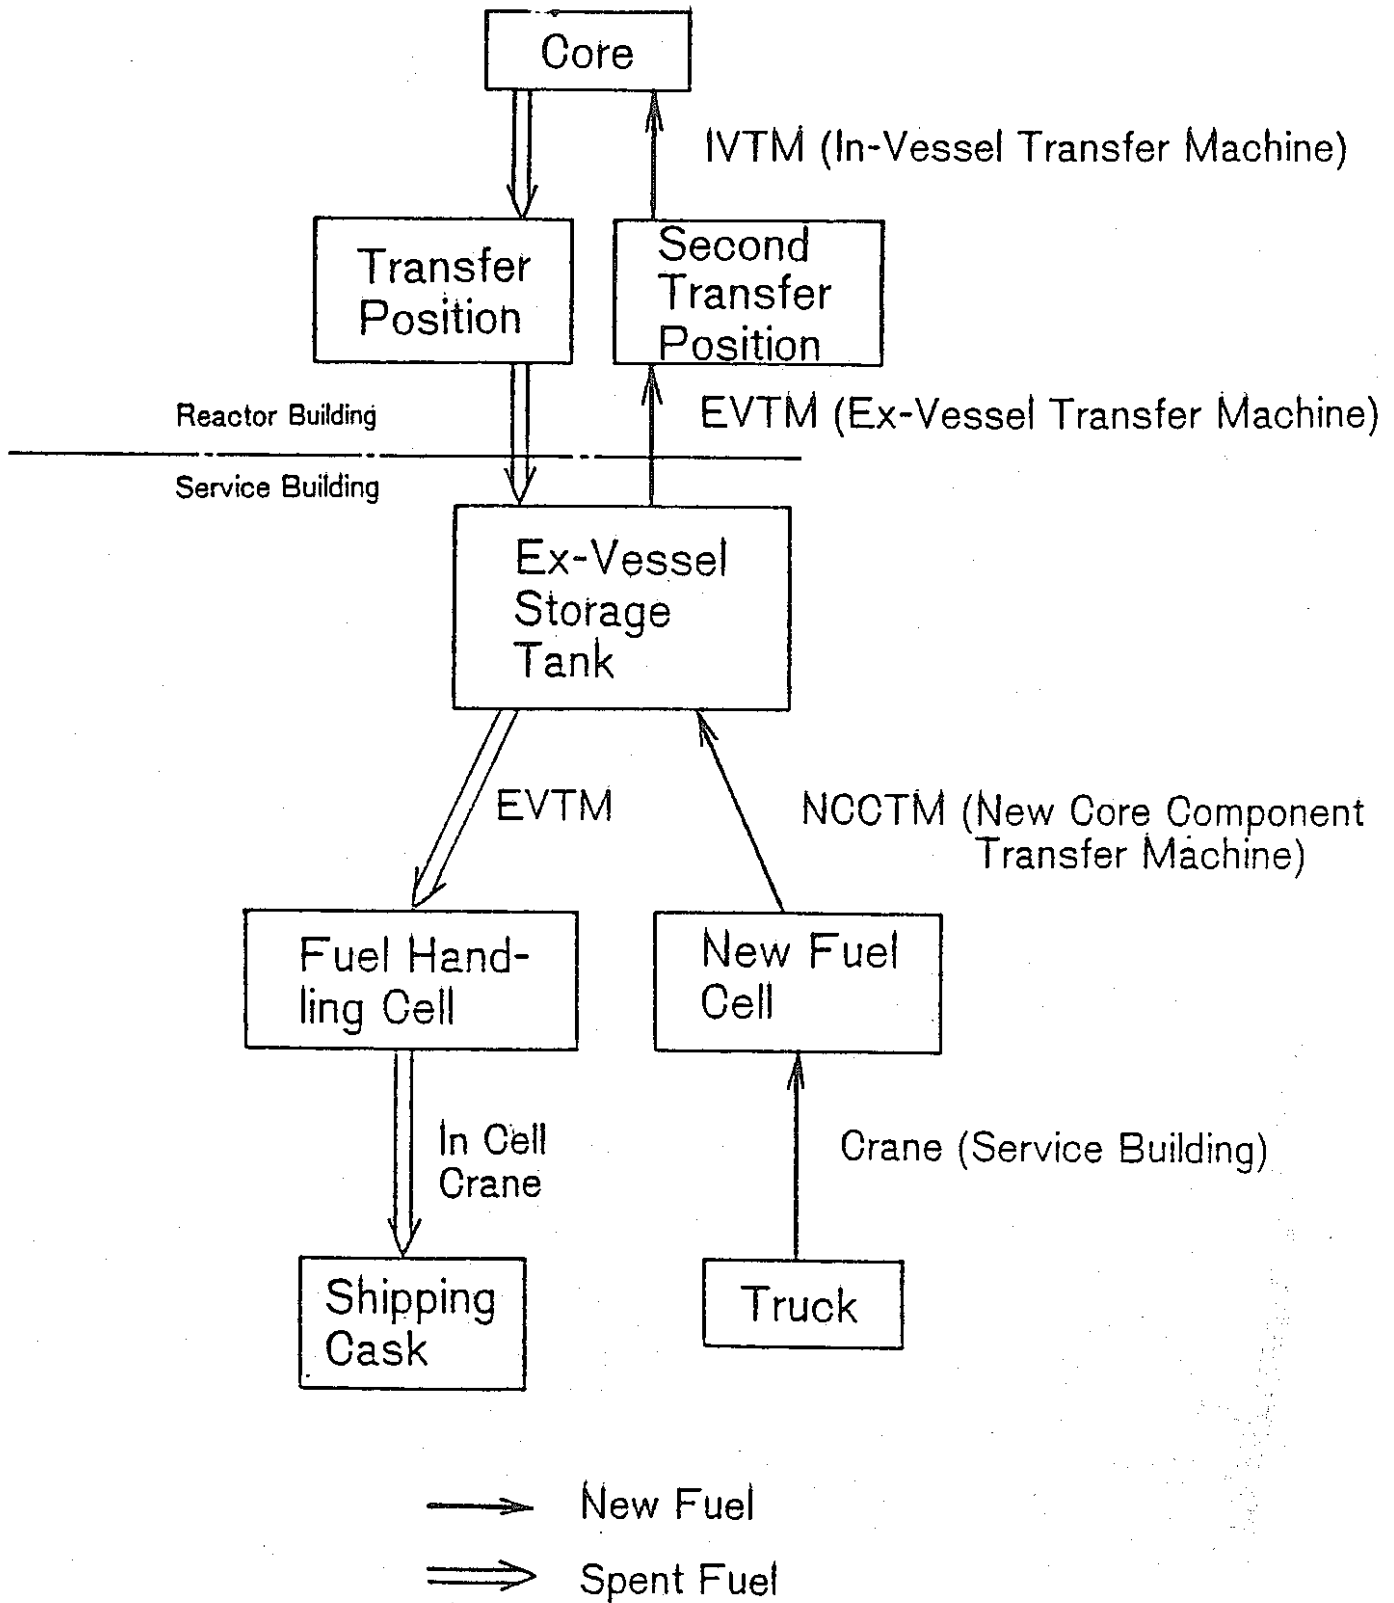 Core
IVTM (In-Vessel Transfer Machine)
Transfer
Position
Second
Transfer
Position
Reactor Building
EVTM (Ex-Vessel Transfer Machine)
Service Building
Ex-Vessel
Storage
Tank
EVTM
NCCTM (New Core Component
Transfer Machine)
Fuel Hand-
ling Cell
New Fuel
Cell
In Cell
Crane
Crane (Service Building)
Shipping
Cask
Truck
New Fuel
Spent Fuel